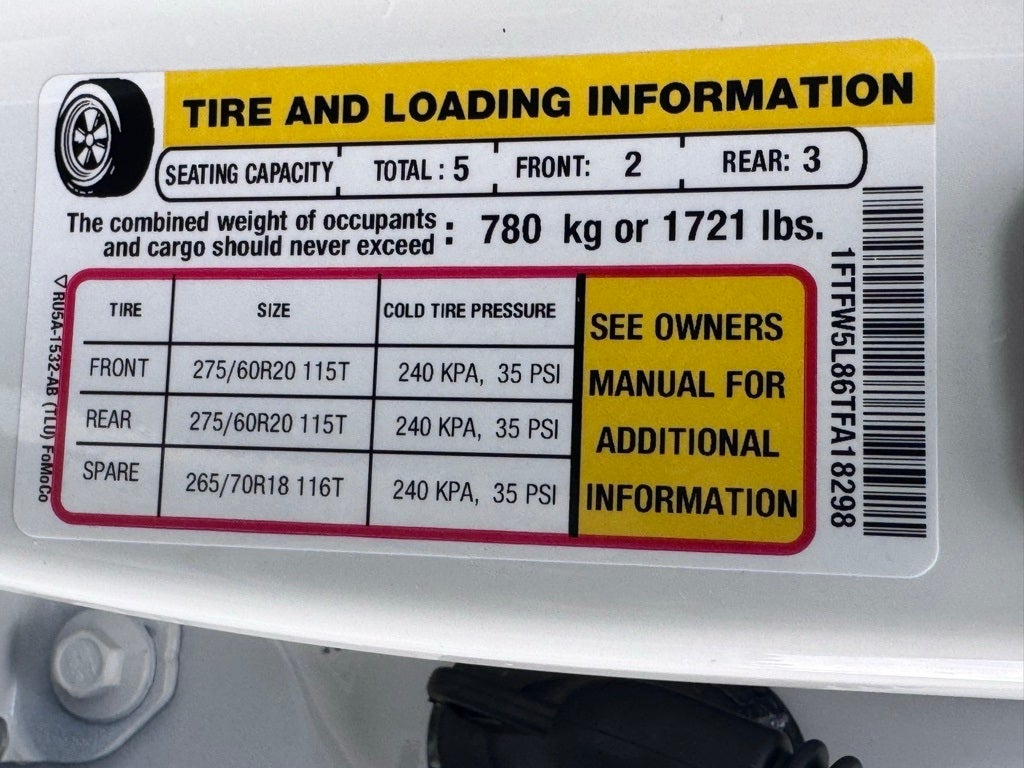 TIRE AND LOADING INFORMATION
SEATING CAPACITY TOTAL : 5 FRONT: 2 REAR: 3
The combined weight of occupants
and cargo should never exceed : 780 kg or 1721 lbs.
TIRE SIZE COLD TIRE PRESSURE
FRONT 275/60R20 115T 240 KPA, 35 PSI
REAR 275/60R20 115T 240 KPA, 35 PSI
SPARE 265/70R18 116T 240 KPA, 35 PSI
SEE OWNERS
MANUAL FOR
ADDITIONAL
INFORMATION
1FTFW5L86TFA18298
RU5A-1532-AB (TLU) FoMoCo